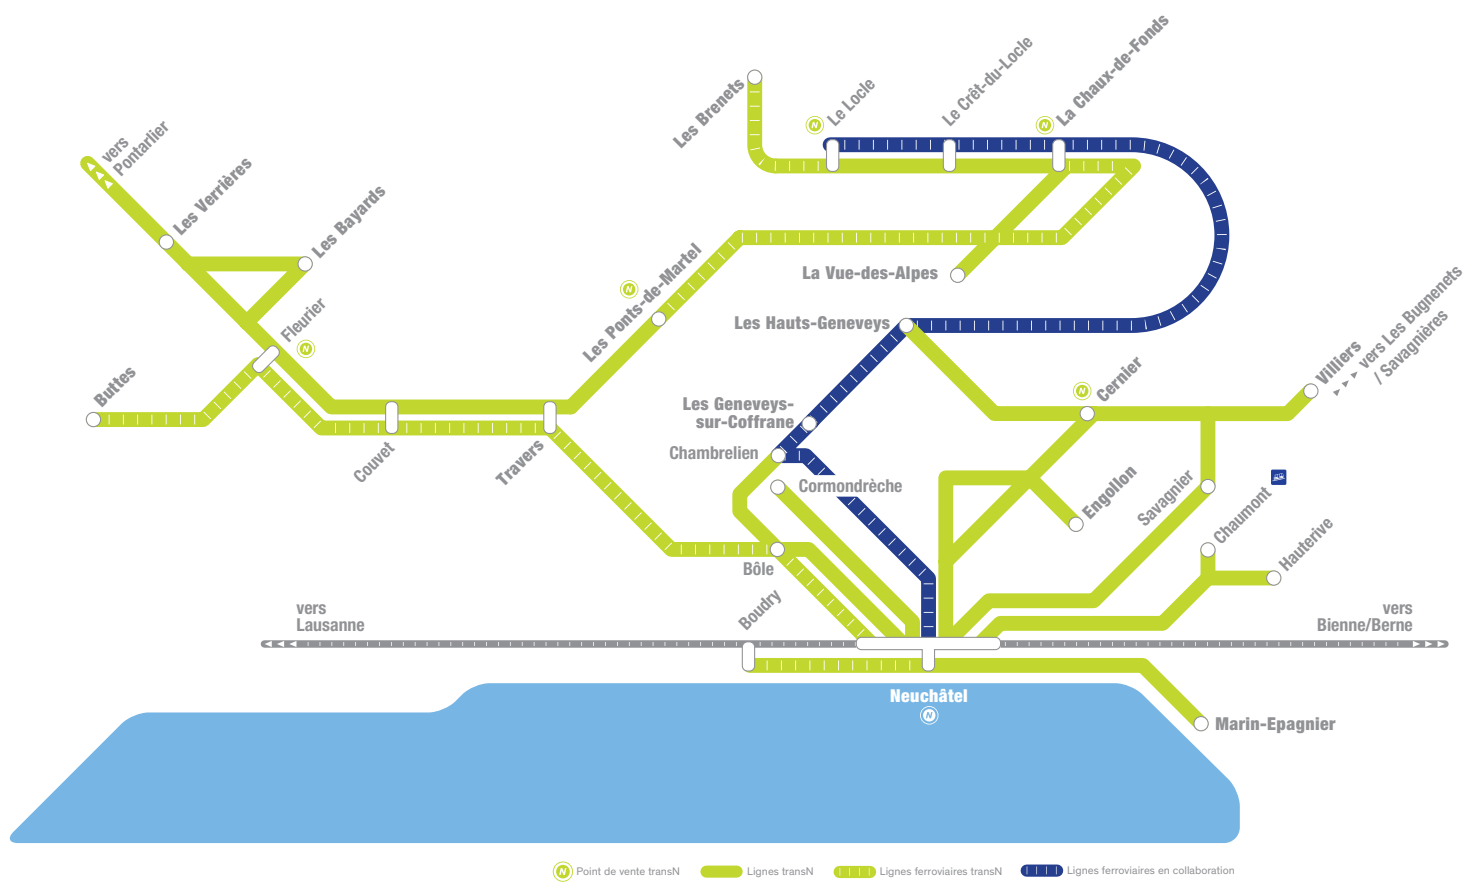 Les Brenets
Le Locle
Le Crêt-du-Locle
La Chaux-de-Fonds
N
N
vers
Pontarlier
Les Verrières
Les Bayards
La Vue-des-Alpes
N
Les Ponts-de-Martel
Fleurier
N
Les Hauts-Geneveys
vers Les Bugnenets
/ Savagnières
Villiers
Buttes
N
Cernier
Les Geneveys-
sur-Coffrane
Chambrelien
Couvet
Travers
Cormondrèche
Engollon
Savagnier
Chaumont
Hauterive
Bôle
Boudry
vers
Lausanne
vers
Bienne/Berne
Neuchâtel
N
Marin-Epagnier
N Point de vente transN
Lignes transN
Lignes ferroviaires transN
Lignes ferroviaires en collaboration